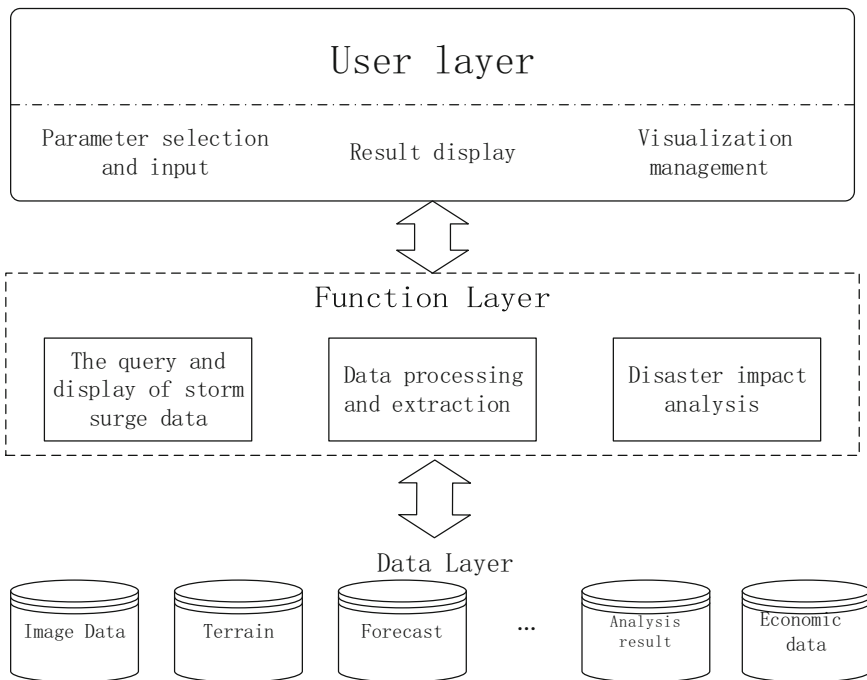 User layer
Parameter selection
and input
Result display
Visualization
management
Function Layer
The query and
display of storm
surge data
Data processing
and extraction
Disaster impact
analysis
Data Layer
Image Data
Terrain
Forecast
...
Analysis
result
Economic
data